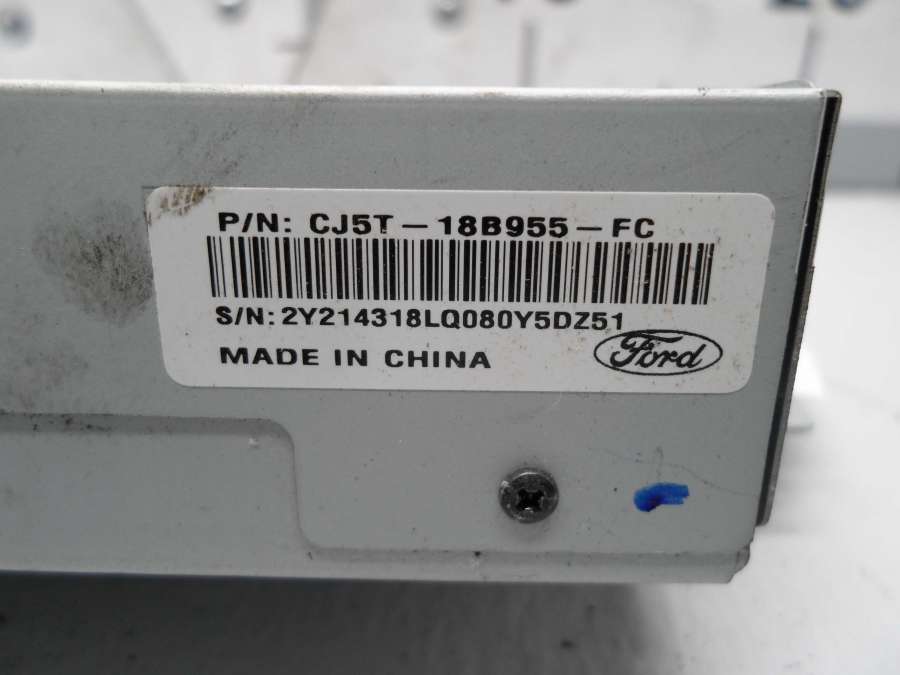 P/N: CJ5T-18B955-FC
S/N:2Y214318LQ080Y5DZ51
MADE IN CHINA
Ford